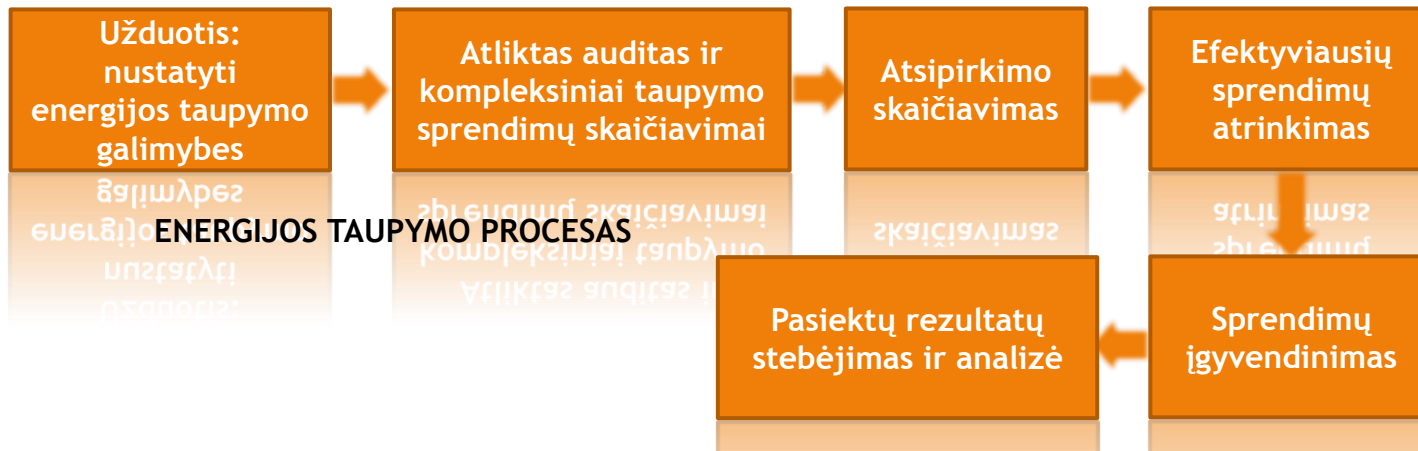 Užduotis:
nustatyti
energijos taupymo
galimybes
Atliktas auditas ir
kompleksiniai taupymo
sprendimų skaičiavimai
Atsipirkimo
skaičiavimas
Efektyviausių
sprendimų
atrinkimas
ENERGIJOS TAUPYMO PROCESAS
Pasiektų rezultatų
stebėjimas ir analizė
Sprendimų
įgyvendinimas